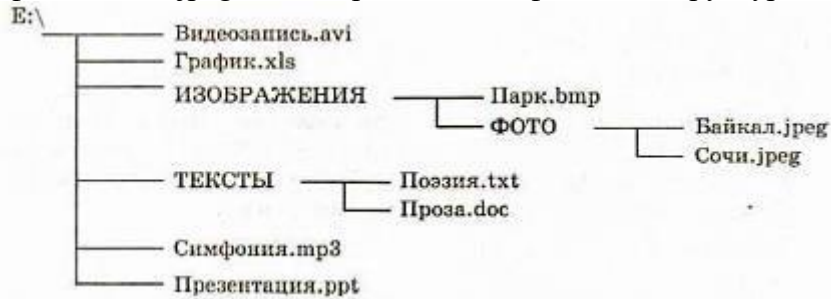 E:\
Видеозапись.avi
График.xls
ИЗОБРАЖЕНИЯ
Парк.bmp
ФОТО
Байкал.jpeg
Сочи.jpeg
ТЕКСТЫ
Поэзия.txt
Проза.doc
Симфония.mp3
Презентация.ppt